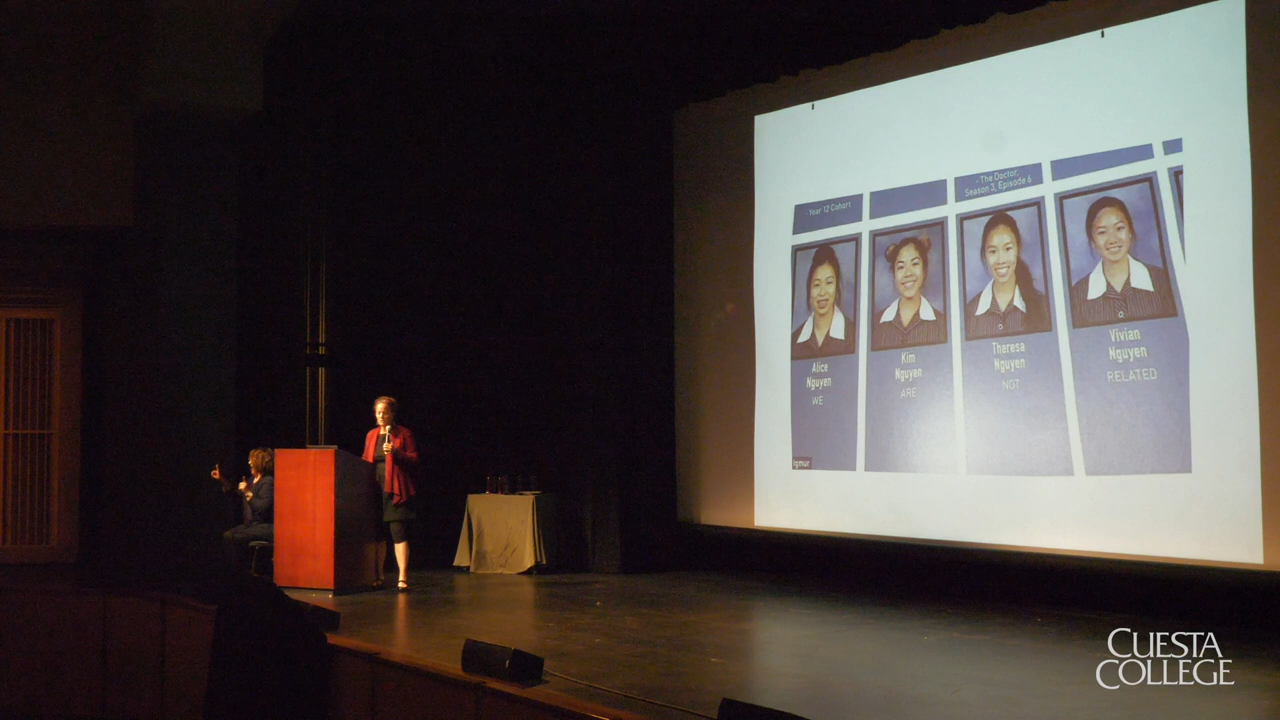 - Year 12 Cohort
- The Doctor,
Season 3, Episode 6
Alice
Nguyen
WE
Kim
Nguyen
ARE
Theresa
Nguyen
NOT
Vivian
Nguyen
RELATED
Igmur
CUESTA
COLLEGE